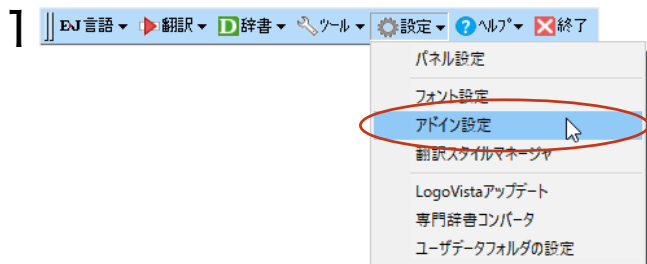 1
EJ 言語 翻訳 D 辞書 ツール 設定 ? ヘルプ 終了
パネル設定
フォント設定
アドイン設定
翻訳スタイルマネージャ
LogoVistaアップデート
専門辞書コンバータ
ユーザデータフォルダの設定